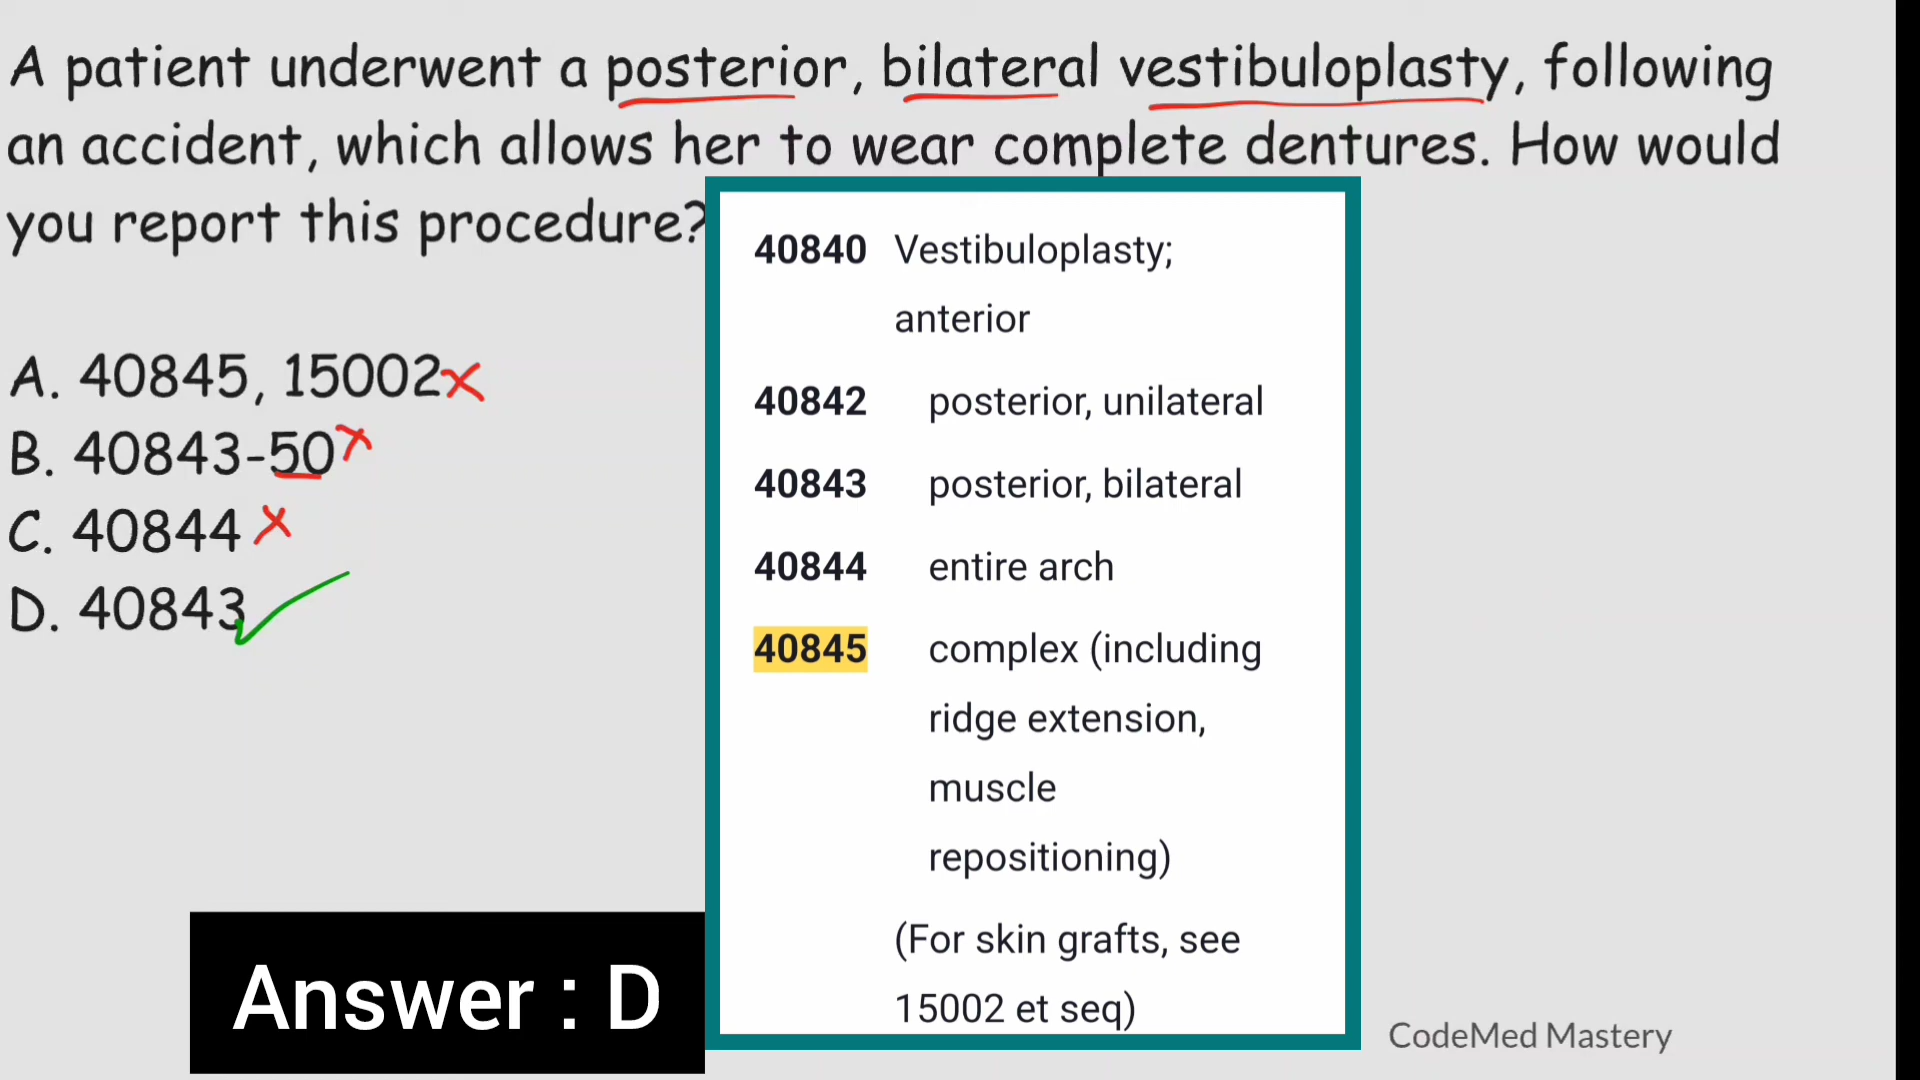 A patient underwent a posterior, bilateral vestibuloplasty, following
an accident, which allows her to wear complete dentures. How would
you report this procedure?
A. 40845, 15002
B. 40843-50
C. 40844
D. 40843
40840 Vestibuloplasty;
anterior
40842 posterior, unilateral
40843 posterior, bilateral
40844 entire arch
40845 complex (including
ridge extension,
muscle
repositioning)
(For skin grafts, see
15002 et seq)
Answer : D
CodeMed Mastery